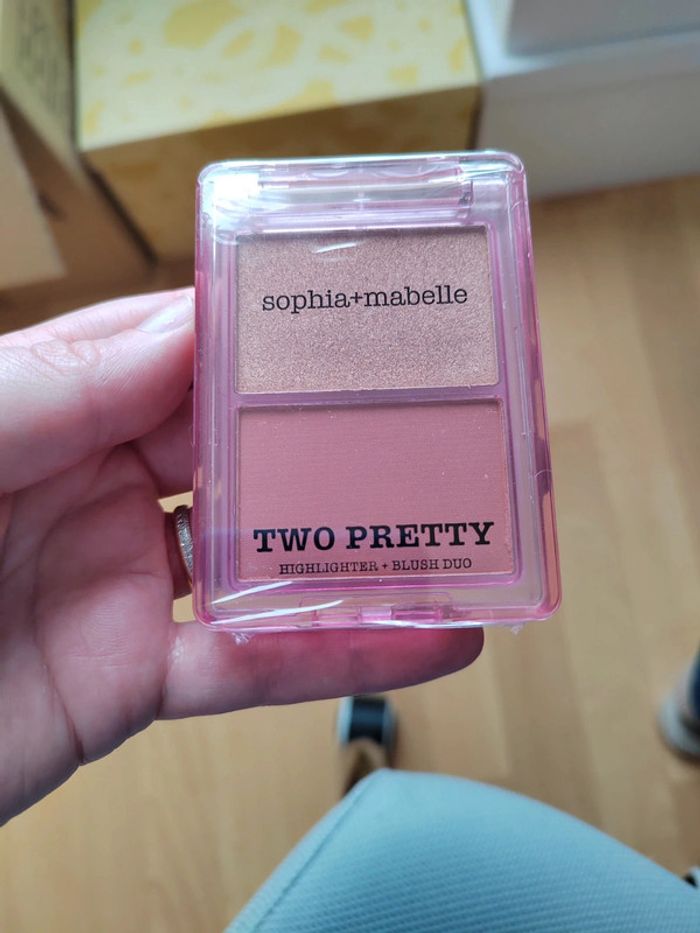 sophia+mabelle
TWO PRETTY
HIGHLIGHTER + BLUSH DUO